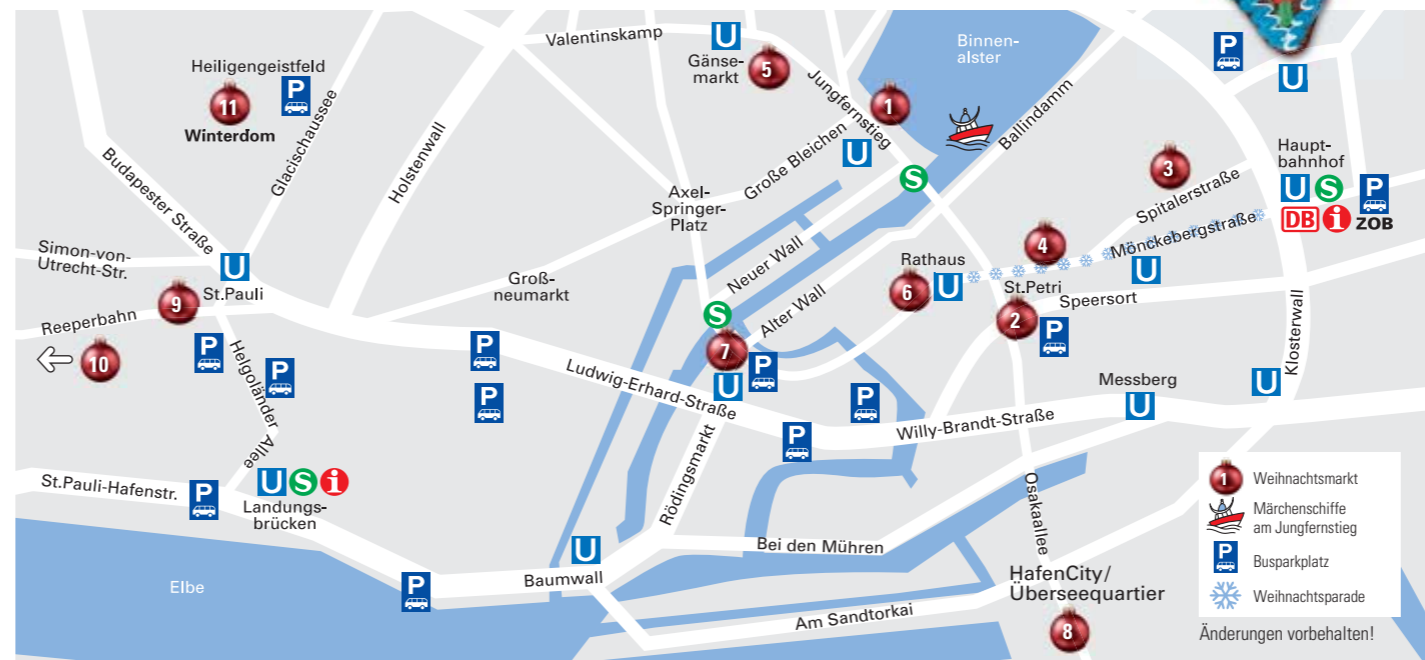 Valentinskamp
U
Gänse-
markt
5
Binnen-
alster
P
U
Heiligengeistfeld
P
11
Winterdom
Jungfernstieg
1
Ballindamm
Glacischaussee
Holstenwall
Große Bleichen
U
S
3
Spitalerstraße
Haupt-
bahnhof
U S P
DB i ZOB
Budapester Straße
Axel-
Springer-
Platz
4
Mönckebergstraße
U
Simon-von-
Utrecht-Str.
U
St.Pauli
9
Reeperbahn
10
Groß-
neumarkt
Neuer Wall
Alter Wall
Rathaus
6
U
St.Petri
2
P
Speersort
Klosterwall
S
7
P
U
P
P
Helgoländer
Allee
P
P
Ludwig-Erhard-Straße
P
P
Willy-Brandt-Straße
Messberg
U
U
Rödingsmarkt
St.Pauli-Hafenstr.
P
U S i
Landungs-
brücken
Osakaallee
Elbe
P
U
Baumwall
Bei den Mühren
Am Sandtorkai
HafenCity/
Überseequartier
8
1 Weihnachtsmarkt
Märchenschiffe
am Jungfernstieg
P Busparkplatz
Weihnachtsparade
Änderungen vorbehalten!